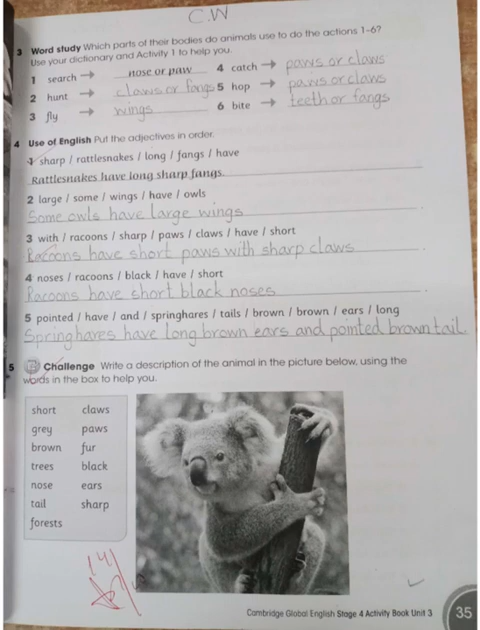 C.W
3 Word study Which parts of their bodies do animals use to do the actions 1-6?
Use your dictionary and Activity 1 to help you.
1 search → nose or paw 4 catch → paws or claws
2 hunt → claws or fangs 5 hop → paws or claws
3 fly → wings 6 bite → teeth or fangs
4 Use of English Put the adjectives in order.
1 sharp / rattlesnakes / long / fangs / have
Rattlesnakes have long sharp fangs.
2 large / some / wings / have / owls
Some owls have large wings
3 with / racoons / sharp / paws / claws / have / short
Racoons have short paws with sharp claws
4 noses / racoons / black / have / short
Racoons have short black noses
5 pointed / have / and / springhares / tails / brown / brown / ears / long
Springhares have long brown ears and pointed brown tail.
5 Challenge Write a description of the animal in the picture below, using the
words in the box to help you.
short claws
grey paws
brown fur
trees black
nose ears
tail sharp
forests
Cambridge Global English Stage 4 Activity Book Unit 3 35